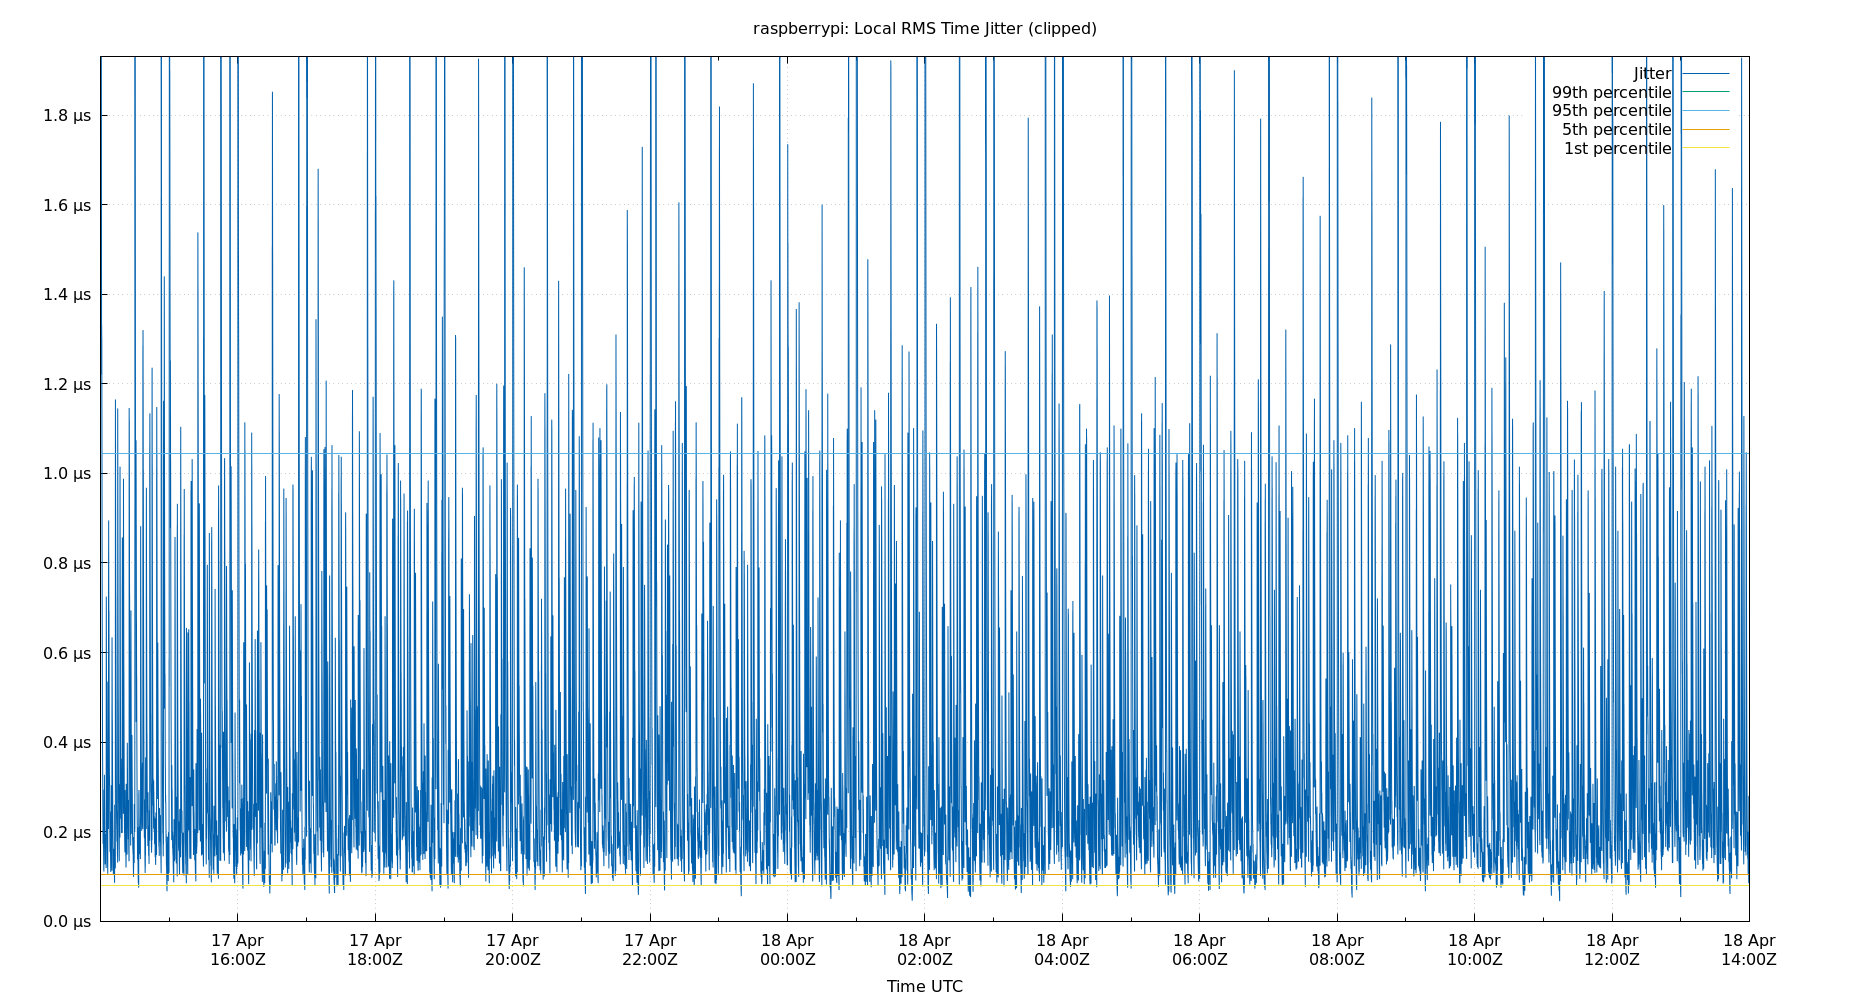 raspberrypi: Local RMS Time Jitter (clipped)
Jitter
99th percentile
95th percentile
5th percentile
1st percentile
1.8 µs
1.6 µs
1.4 µs
1.2 µs
1.0 µs
0.8 µs
0.6 µs
0.4 µs
0.2 µs
0.0 µs
17 Apr 17 Apr 17 Apr 17 Apr 18 Apr 18 Apr 18 Apr 18 Apr 18 Apr 18 Apr 18 Apr 18 Apr
16:00Z 18:00Z 20:00Z 22:00Z 00:00Z 02:00Z 04:00Z 06:00Z 08:00Z 10:00Z 12:00Z 14:00Z
Time UTC